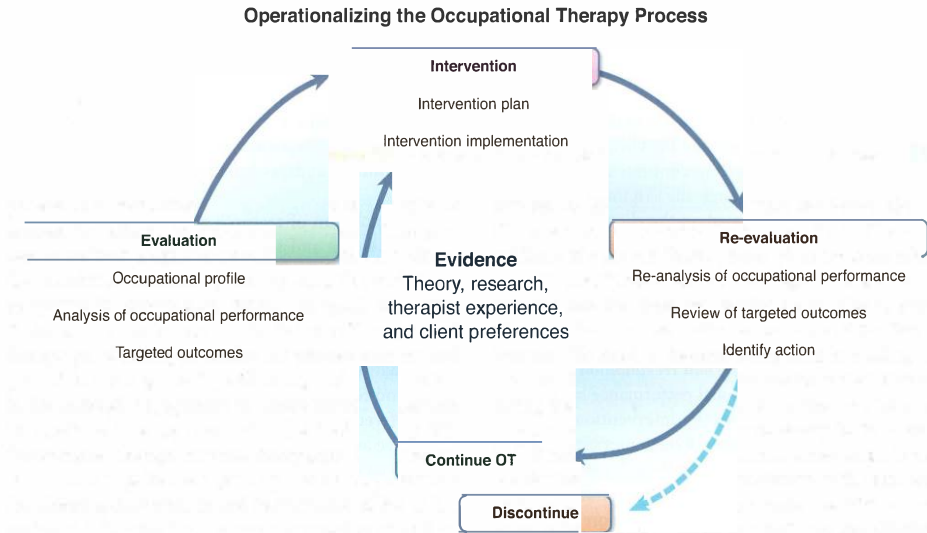 Operationalizing the Occupational Therapy Process
Intervention
Intervention plan
Intervention implementation
Evaluation
Occupational profile
Analysis of occupational performance
Targeted outcomes
Evidence
Theory, research,
therapist experience,
and client preferences
Re-evaluation
Re-analysis of occupational performance
Review of targeted outcomes
Identify action
Continue OT
Discontinue